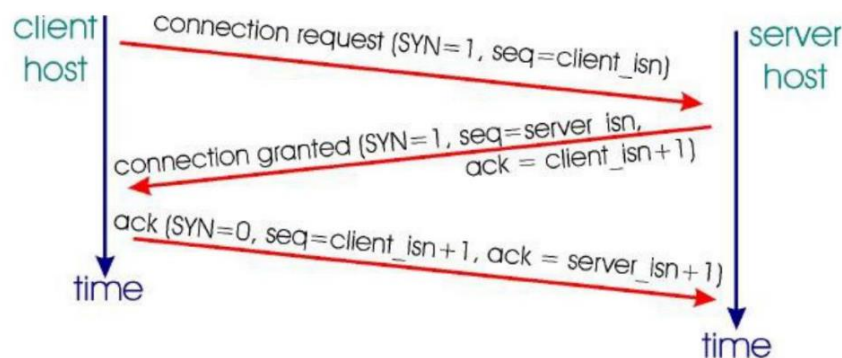 client
host
connection request (SYN=1, seq=client_isn)
server
host
connection granted (SYN=1, seq=server_isn,
ack = client_isn+1)
ack (SYN=0, seq=client_isn+1, ack = server_isn+1)
time
time